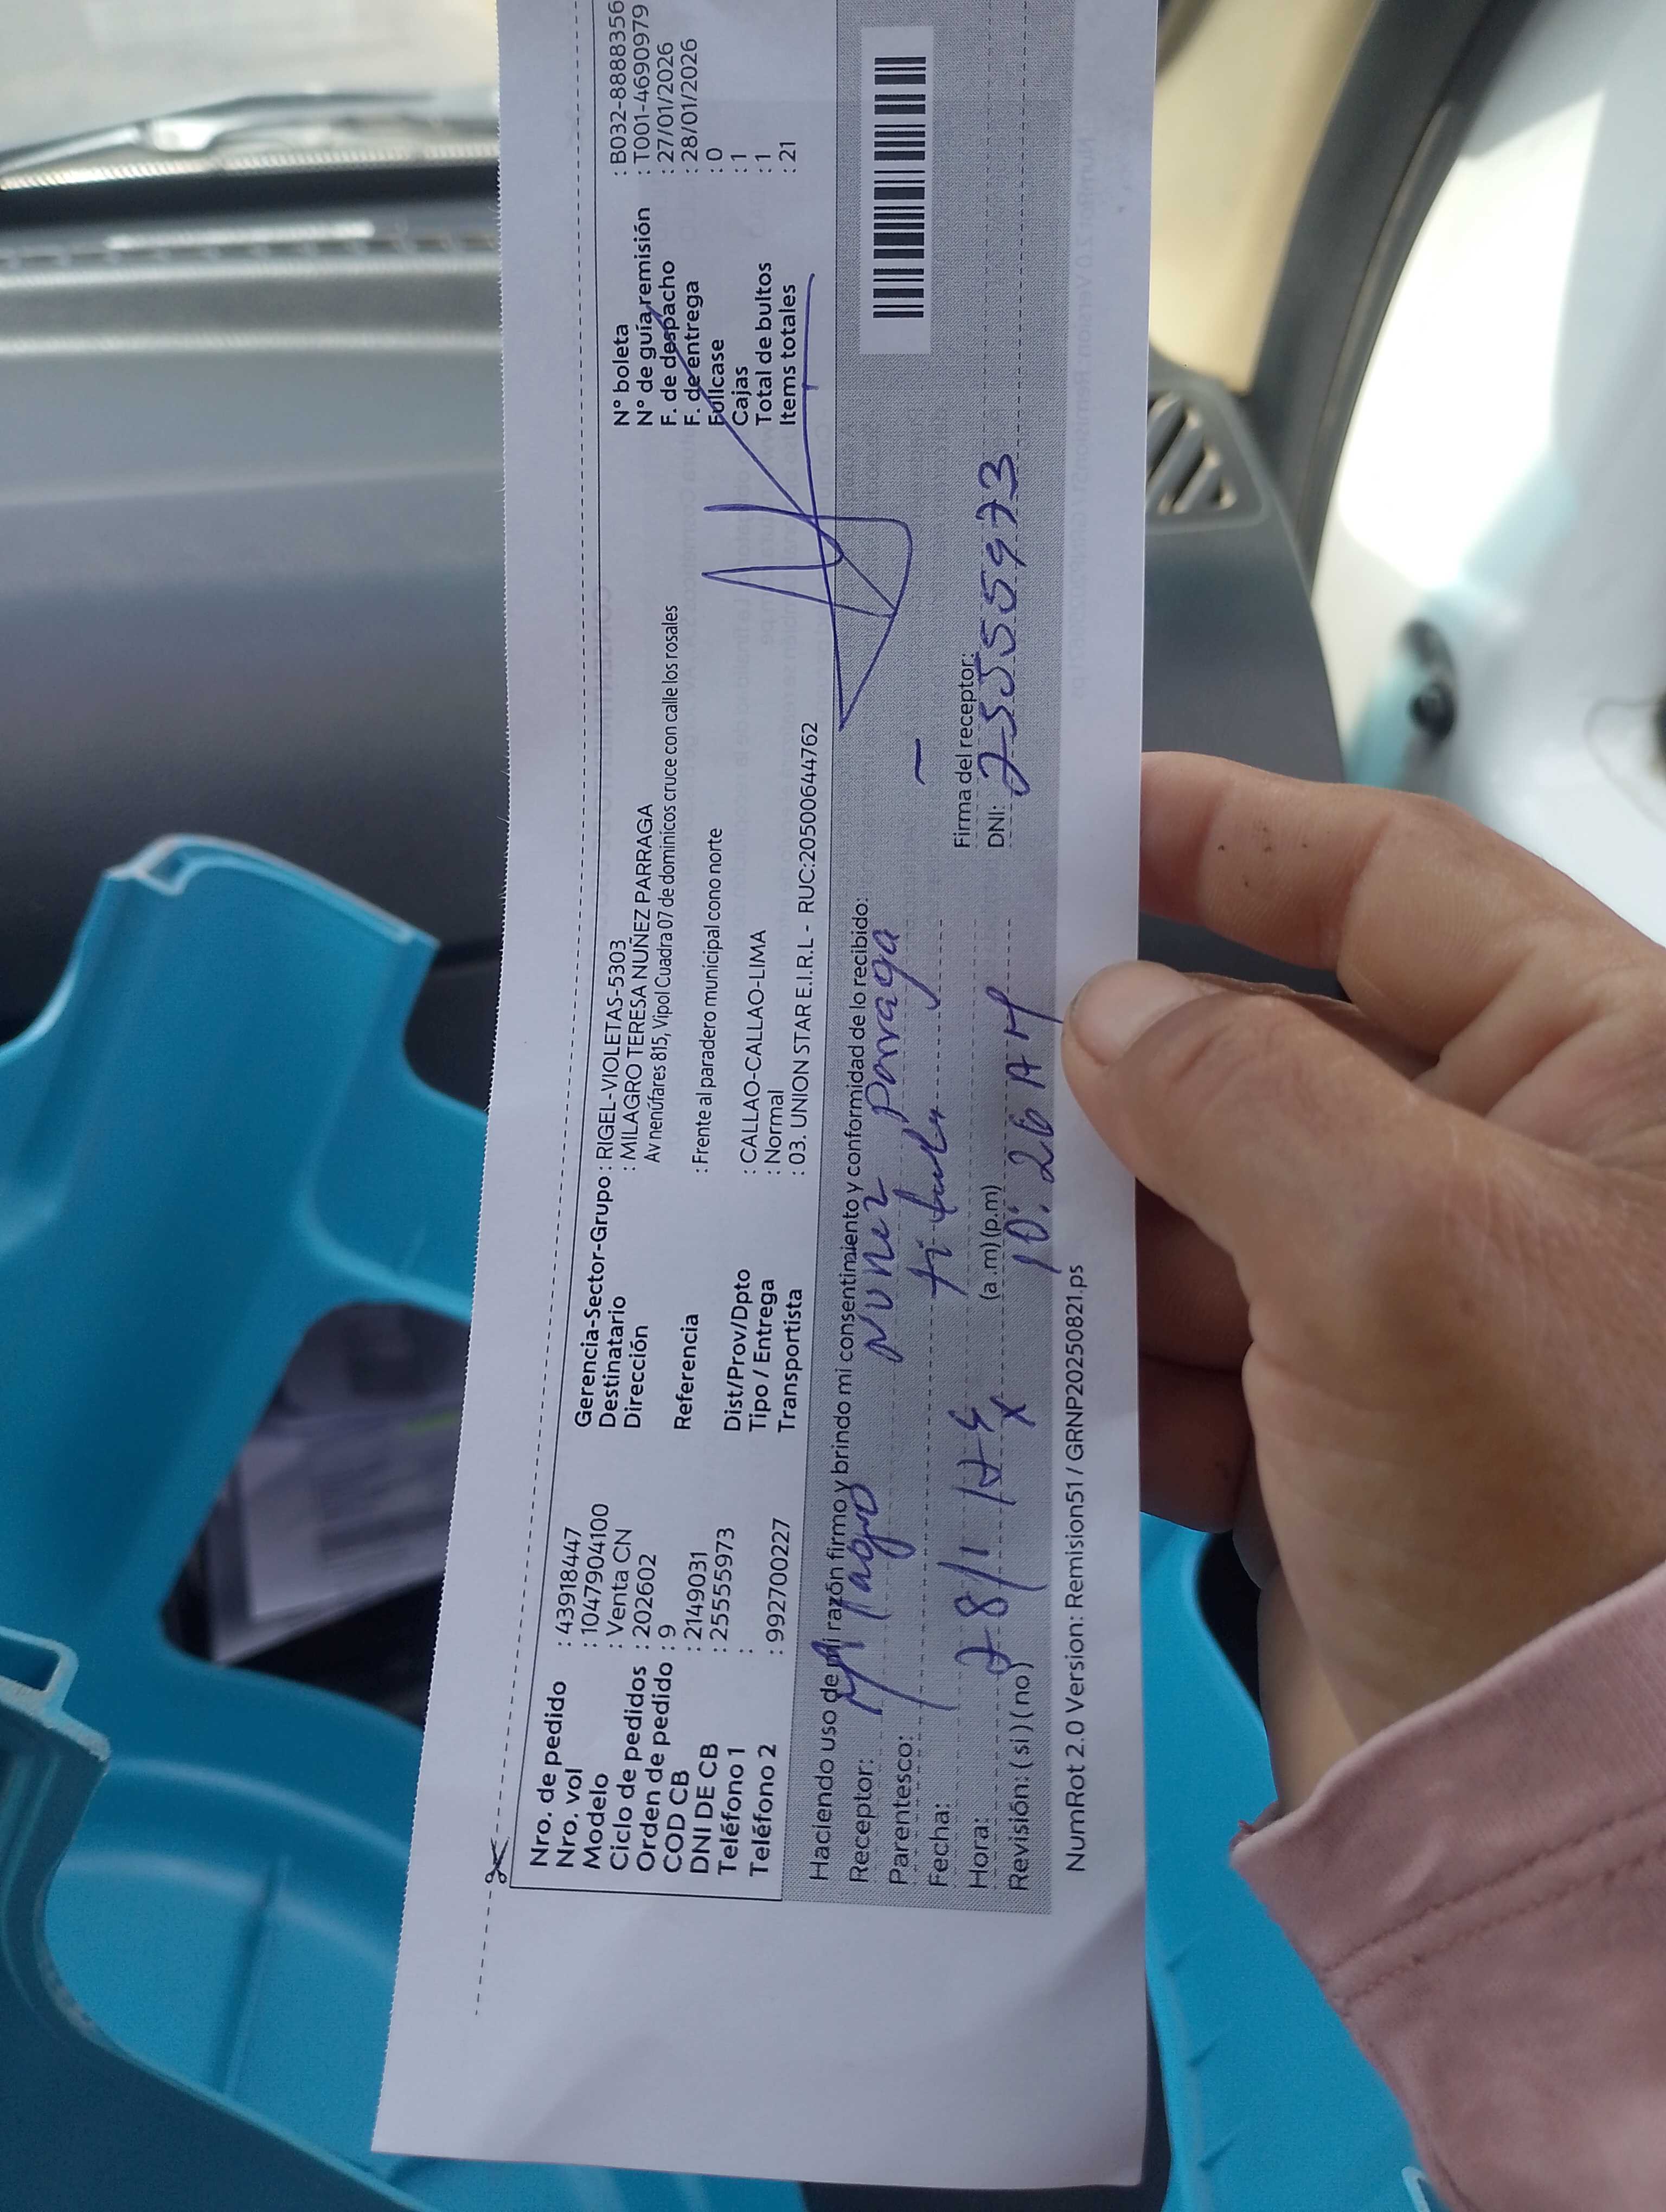 Nro. de pedido : 43918447
Nro. vol : 10479904100
Modelo : Venta CN
Ciclo de pedidos : 202602
Orden de pedido : 9
COD CB : 2149031
DNI DE CB : 25555973
Teléfono 1 :
Teléfono 2 : 992700227
Gerencia-Sector-Grupo : RIGEL-VIOLETAS-5303
Destinatario : MILAGRO TERESA NUÑEZ PARRAGA
Dirección Av nenúfares 815, Vipol Cuadra 07 de dominicos cruce con calle los rosales
Referencia : Frente al paradero municipal cono norte
Dist/Prov/Dpto : CALLAO-CALLAO-LIMA
Tipo / Entrega : Normal
Transportista : 03. UNION STAR E.I.R.L - RUC:20500644762
N° boleta : B032-8888356
N° de guía remisión : T001-4690979
F. de despacho : 27/01/2026
F. de entrega : 28/01/2026
Fullcase : 0
Cajas : 1
Total de bultos : 1
Items totales : 21
Haciendo uso de mi razón firmo y brindo mi consentimiento y conformidad de lo recibido:
Receptor: Milagro Nuñez Parraga
Parentesco: titular
Fecha: 28/1
Hora: (a .m) (p.m) 10:26 AM
Revisión: ( si ) ( no ) x
Firma del receptor:
DNI: 25555973
NumRot 2.0 Version: Remision51 / GRNP20250821.ps